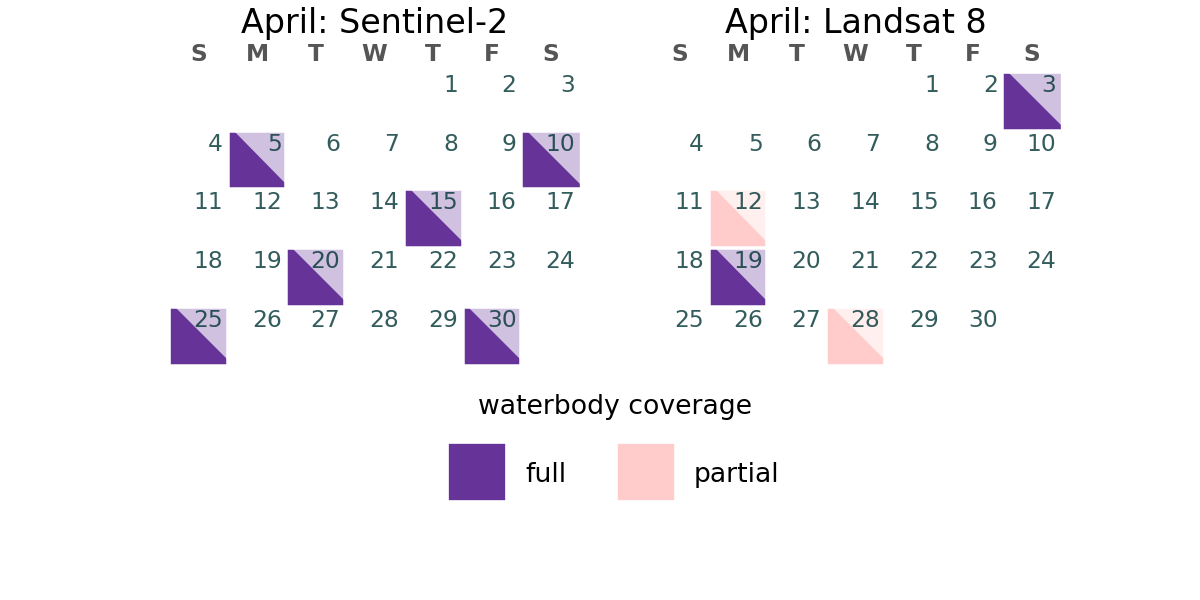 April: Sentinel-2
S M T W T F S
1 2 3
4 5 6 7 8 9 10
11 12 13 14 15 16 17
18 19 20 21 22 23 24
25 26 27 28 29 30
April: Landsat 8
S M T W T F S
1 2 3
4 5 6 7 8 9 10
11 12 13 14 15 16 17
18 19 20 21 22 23 24
25 26 27 28 29 30
waterbody coverage
full
partial